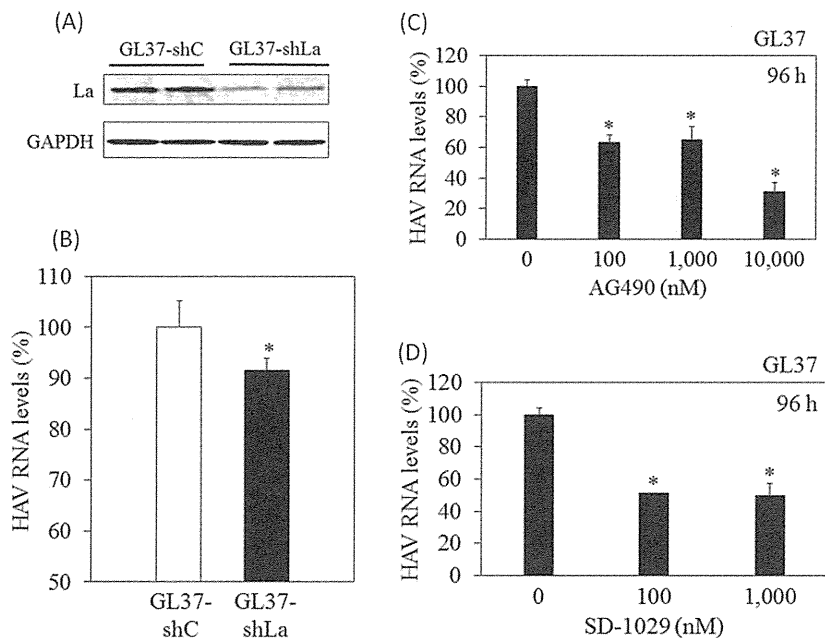 (A)
GL37-shC GL37-shLa
La
GAPDH
(B)
HAV RNA levels (%)
110
100
90
80
70
60
50
GL37-
shC
GL37-
shLa
*
(C)
GL37
96 h
HAV RNA levels (%)
120
100
80
60
40
20
0
* * *
0 100 1,000 10,000
AG490 (nM)
(D)
GL37
96 h
HAV RNA levels (%)
120
100
80
60
40
20
0
* *
0 100 1,000
SD-1029 (nM)